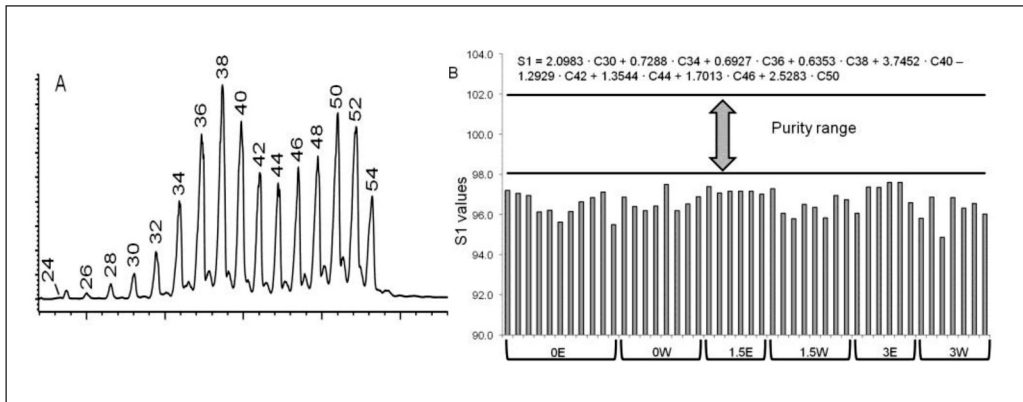 A
24
26
28
30
32
34
36
38
40
42
44
46
48
50
52
54
B
S1 values
104.0
102.0
100.0
98.0
96.0
94.0
92.0
90.0
S1 = 2.0983 · C30 + 0.7288 · C34 + 0.6927 · C36 + 0.6353 · C38 + 3.7452 · C40 –
1.2929 · C42 + 1.3544 · C44 + 1.7013 · C46 + 2.5283 · C50
Purity range
0E
0W
1.5E
1.5W
3E
3W